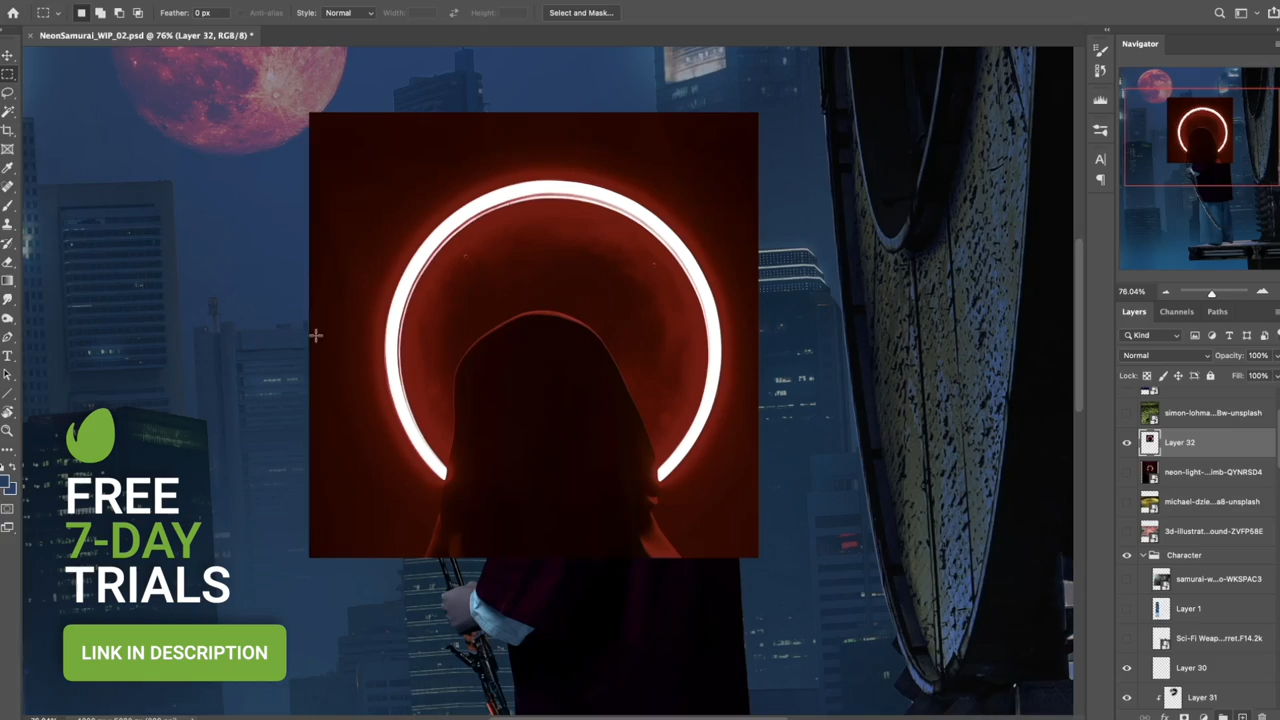 Feather: 0 px
Anti-alias
Style: Normal
Width:
Height:
Select and Mask...
NeonSamurai_WIP_02.psd @ 76% (Layer 32, RGB/8) *
Navigator
76.04%
Layers Channels Paths
Kind
Normal Opacity: 100%
Lock: Fill: 100%
simon-lohma...Bw-unsplash
Layer 32
neon-light-...imb-QYNRSD4
michael-dzie...a8-unsplash
3d-illustrat...ound-ZVFP58E
Character
samurai-w...o-WKSPAC3
Layer 1
Sci-Fi Weap...rret.F14.2k
Layer 30
Layer 31
FREE
7-DAY
TRIALS
LINK IN DESCRIPTION